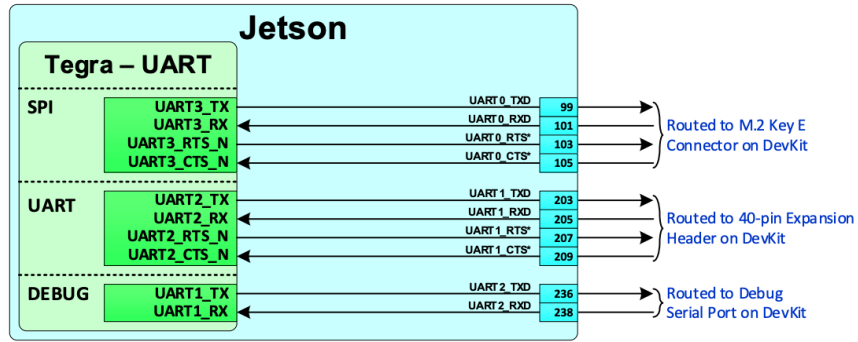 Jetson
Tegra – UART
SPI
UART3_TX UART0_TXD 99
UART3_RX UART0_RXD 101
UART3_RTS_N UART0_RTS* 103
UART3_CTS_N UART0_CTS* 105
Routed to M.2 Key E
Connector on DevKit
UART
UART2_TX UART1_TXD 203
UART2_RX UART1_RXD 205
UART2_RTS_N UART1_RTS* 207
UART2_CTS_N UART1_CTS* 209
Routed to 40-pin Expansion
Header on DevKit
DEBUG
UART1_TX UART2_TXD 236
UART1_RX UART2_RXD 238
Routed to Debug
Serial Port on DevKit